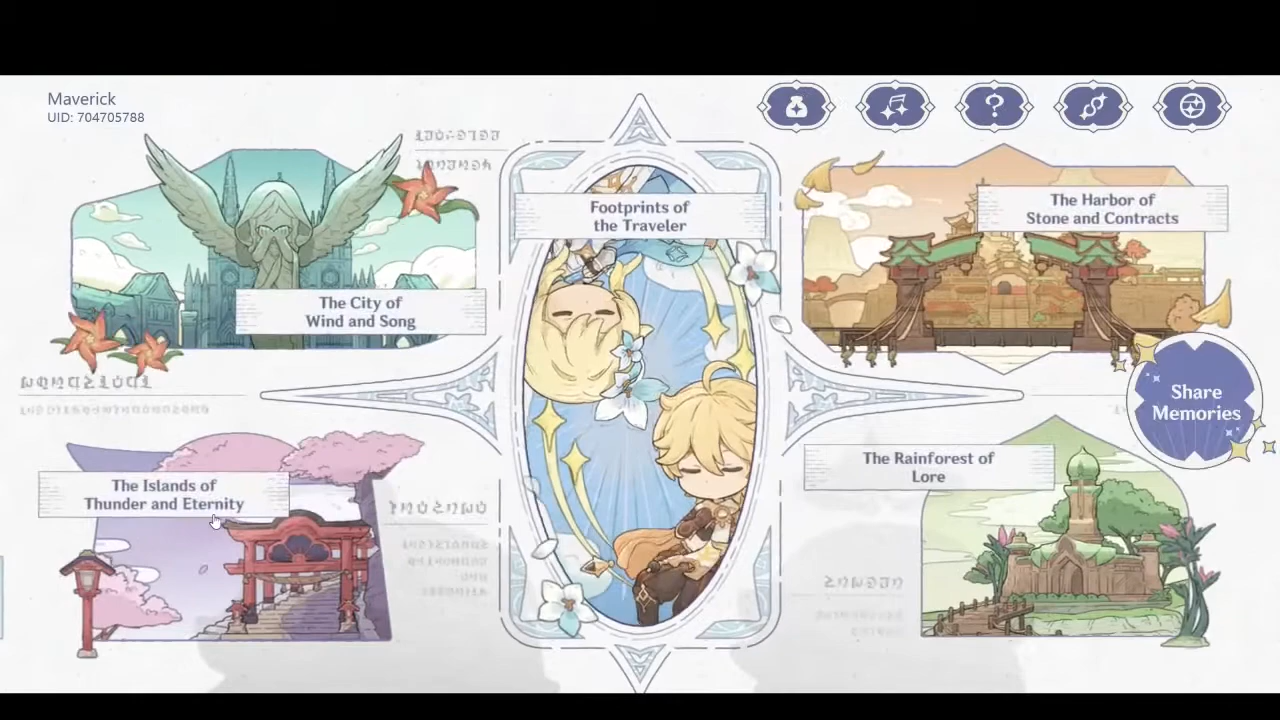 Maverick
UID: 704705788
Footprints of
the Traveler
The Harbor of
Stone and Contracts
The City of
Wind and Song
Share
Memories
The Islands of
Thunder and Eternity
The Rainforest of
Lore